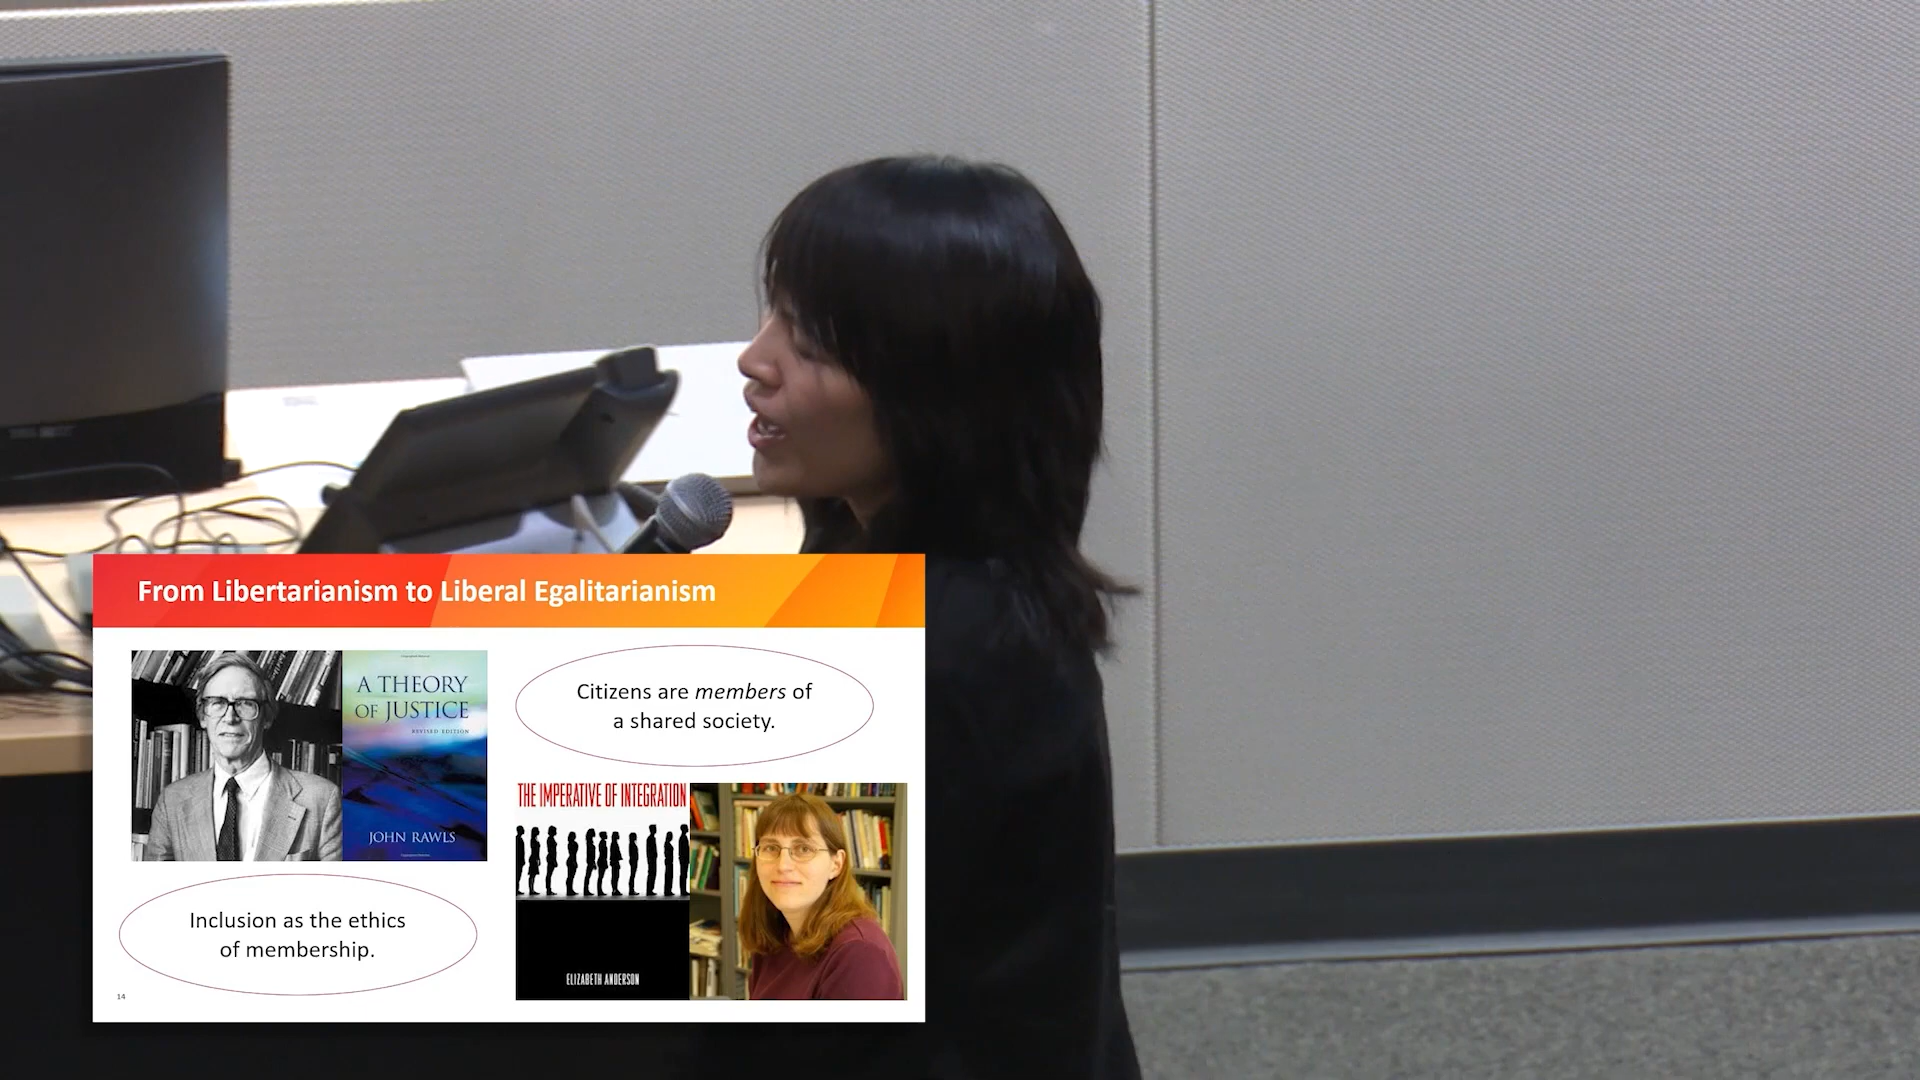 From Libertarianism to Liberal Egalitarianism
A THEORY
OF JUSTICE
REVISED EDITION
JOHN RAWLS
Citizens are members of
a shared society.
THE IMPERATIVE OF INTEGRATION
ELIZABETH ANDERSON
Inclusion as the ethics
of membership.
14